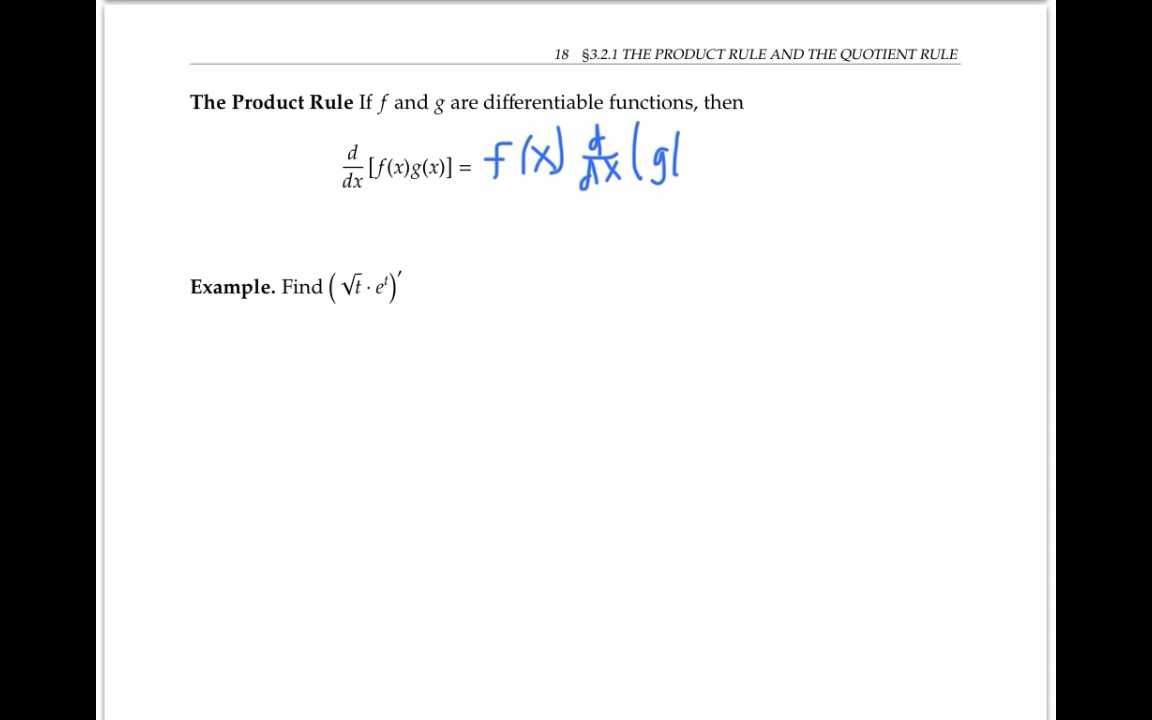 18 §3.2.1 THE PRODUCT RULE AND THE QUOTIENT RULE
The Product Rule If f and g are differentiable functions, then
d/dx [f(x)g(x)] = f(x) d/dx (g(
Example. Find (√t · eᵗ)′